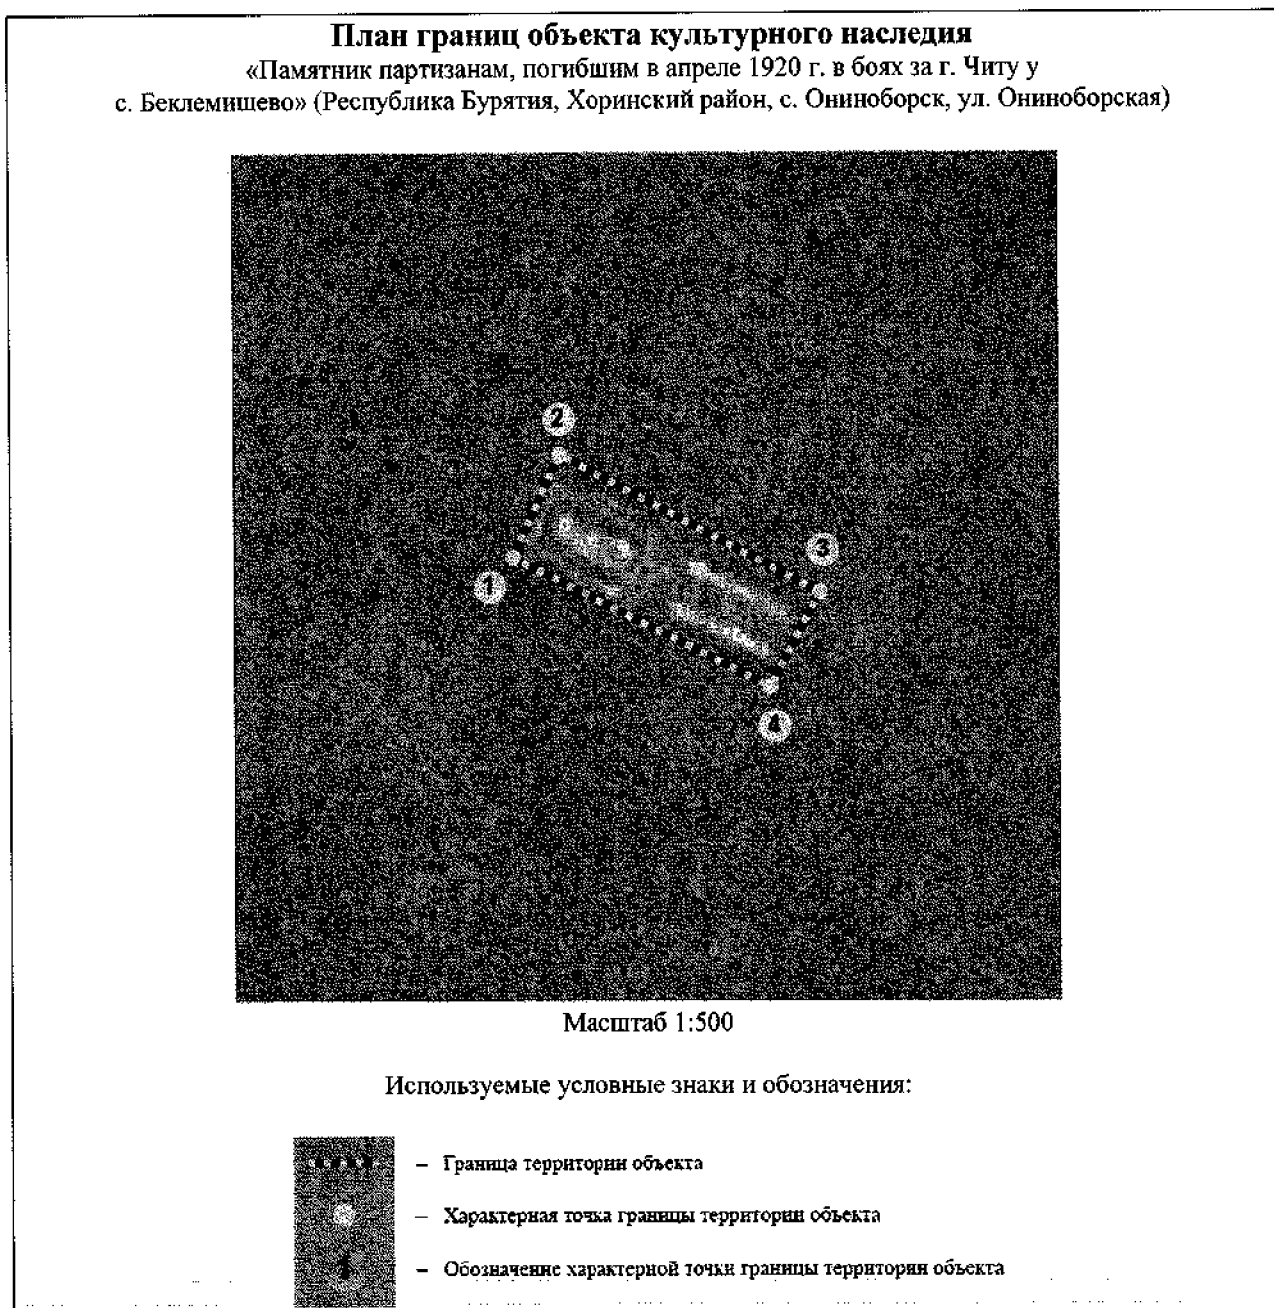 План границ объекта культурного наследия
«Памятник партизанам, погибшим в апреле 1920 г. в боях за г. Читу у
с. Беклемишево» (Республика Бурятия, Хоринский район, с. Ониноборск, ул. Ониноборская)
2
3
1
4
Масштаб 1:500
Используемые условные знаки и обозначения:
– Граница территории объекта
– Характерная точка границы территории объекта
1 – Обозначение характерной точки границы территории объекта